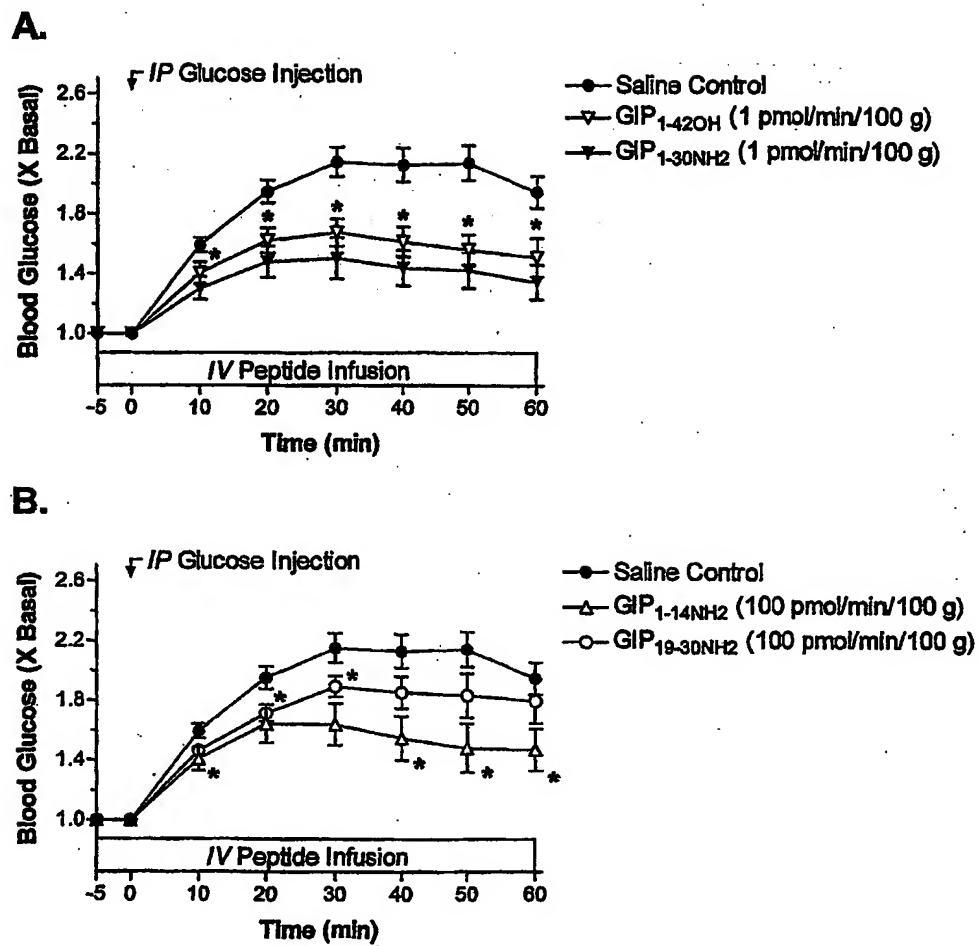 A.
IP Glucose Injection
Saline Control
GIP1-42OH (1 pmol/min/100 g)
GIP1-30NH2 (1 pmol/min/100 g)
Blood Glucose (X Basal)
2.6
2.2
1.8
1.4
1.0
* * * * * *
IV Peptide Infusion
-5 0 10 20 30 40 50 60
Time (min)
B.
IP Glucose Injection
Saline Control
GIP1-14NH2 (100 pmol/min/100 g)
GIP19-30NH2 (100 pmol/min/100 g)
Blood Glucose (X Basal)
2.6
2.2
1.8
1.4
1.0
* * * * * *
IV Peptide Infusion
-5 0 10 20 30 40 50 60
Time (min)